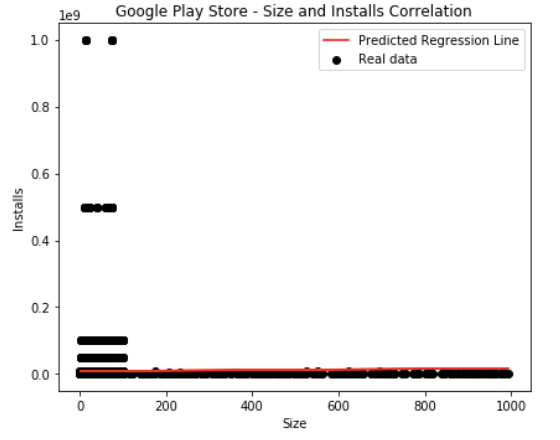 Google Play Store - Size and Installs Correlation
1e9
Predicted Regression Line
Real data
1.0
0.8
0.6
0.4
0.2
0.0
Installs
0 200 400 600 800 1000
Size